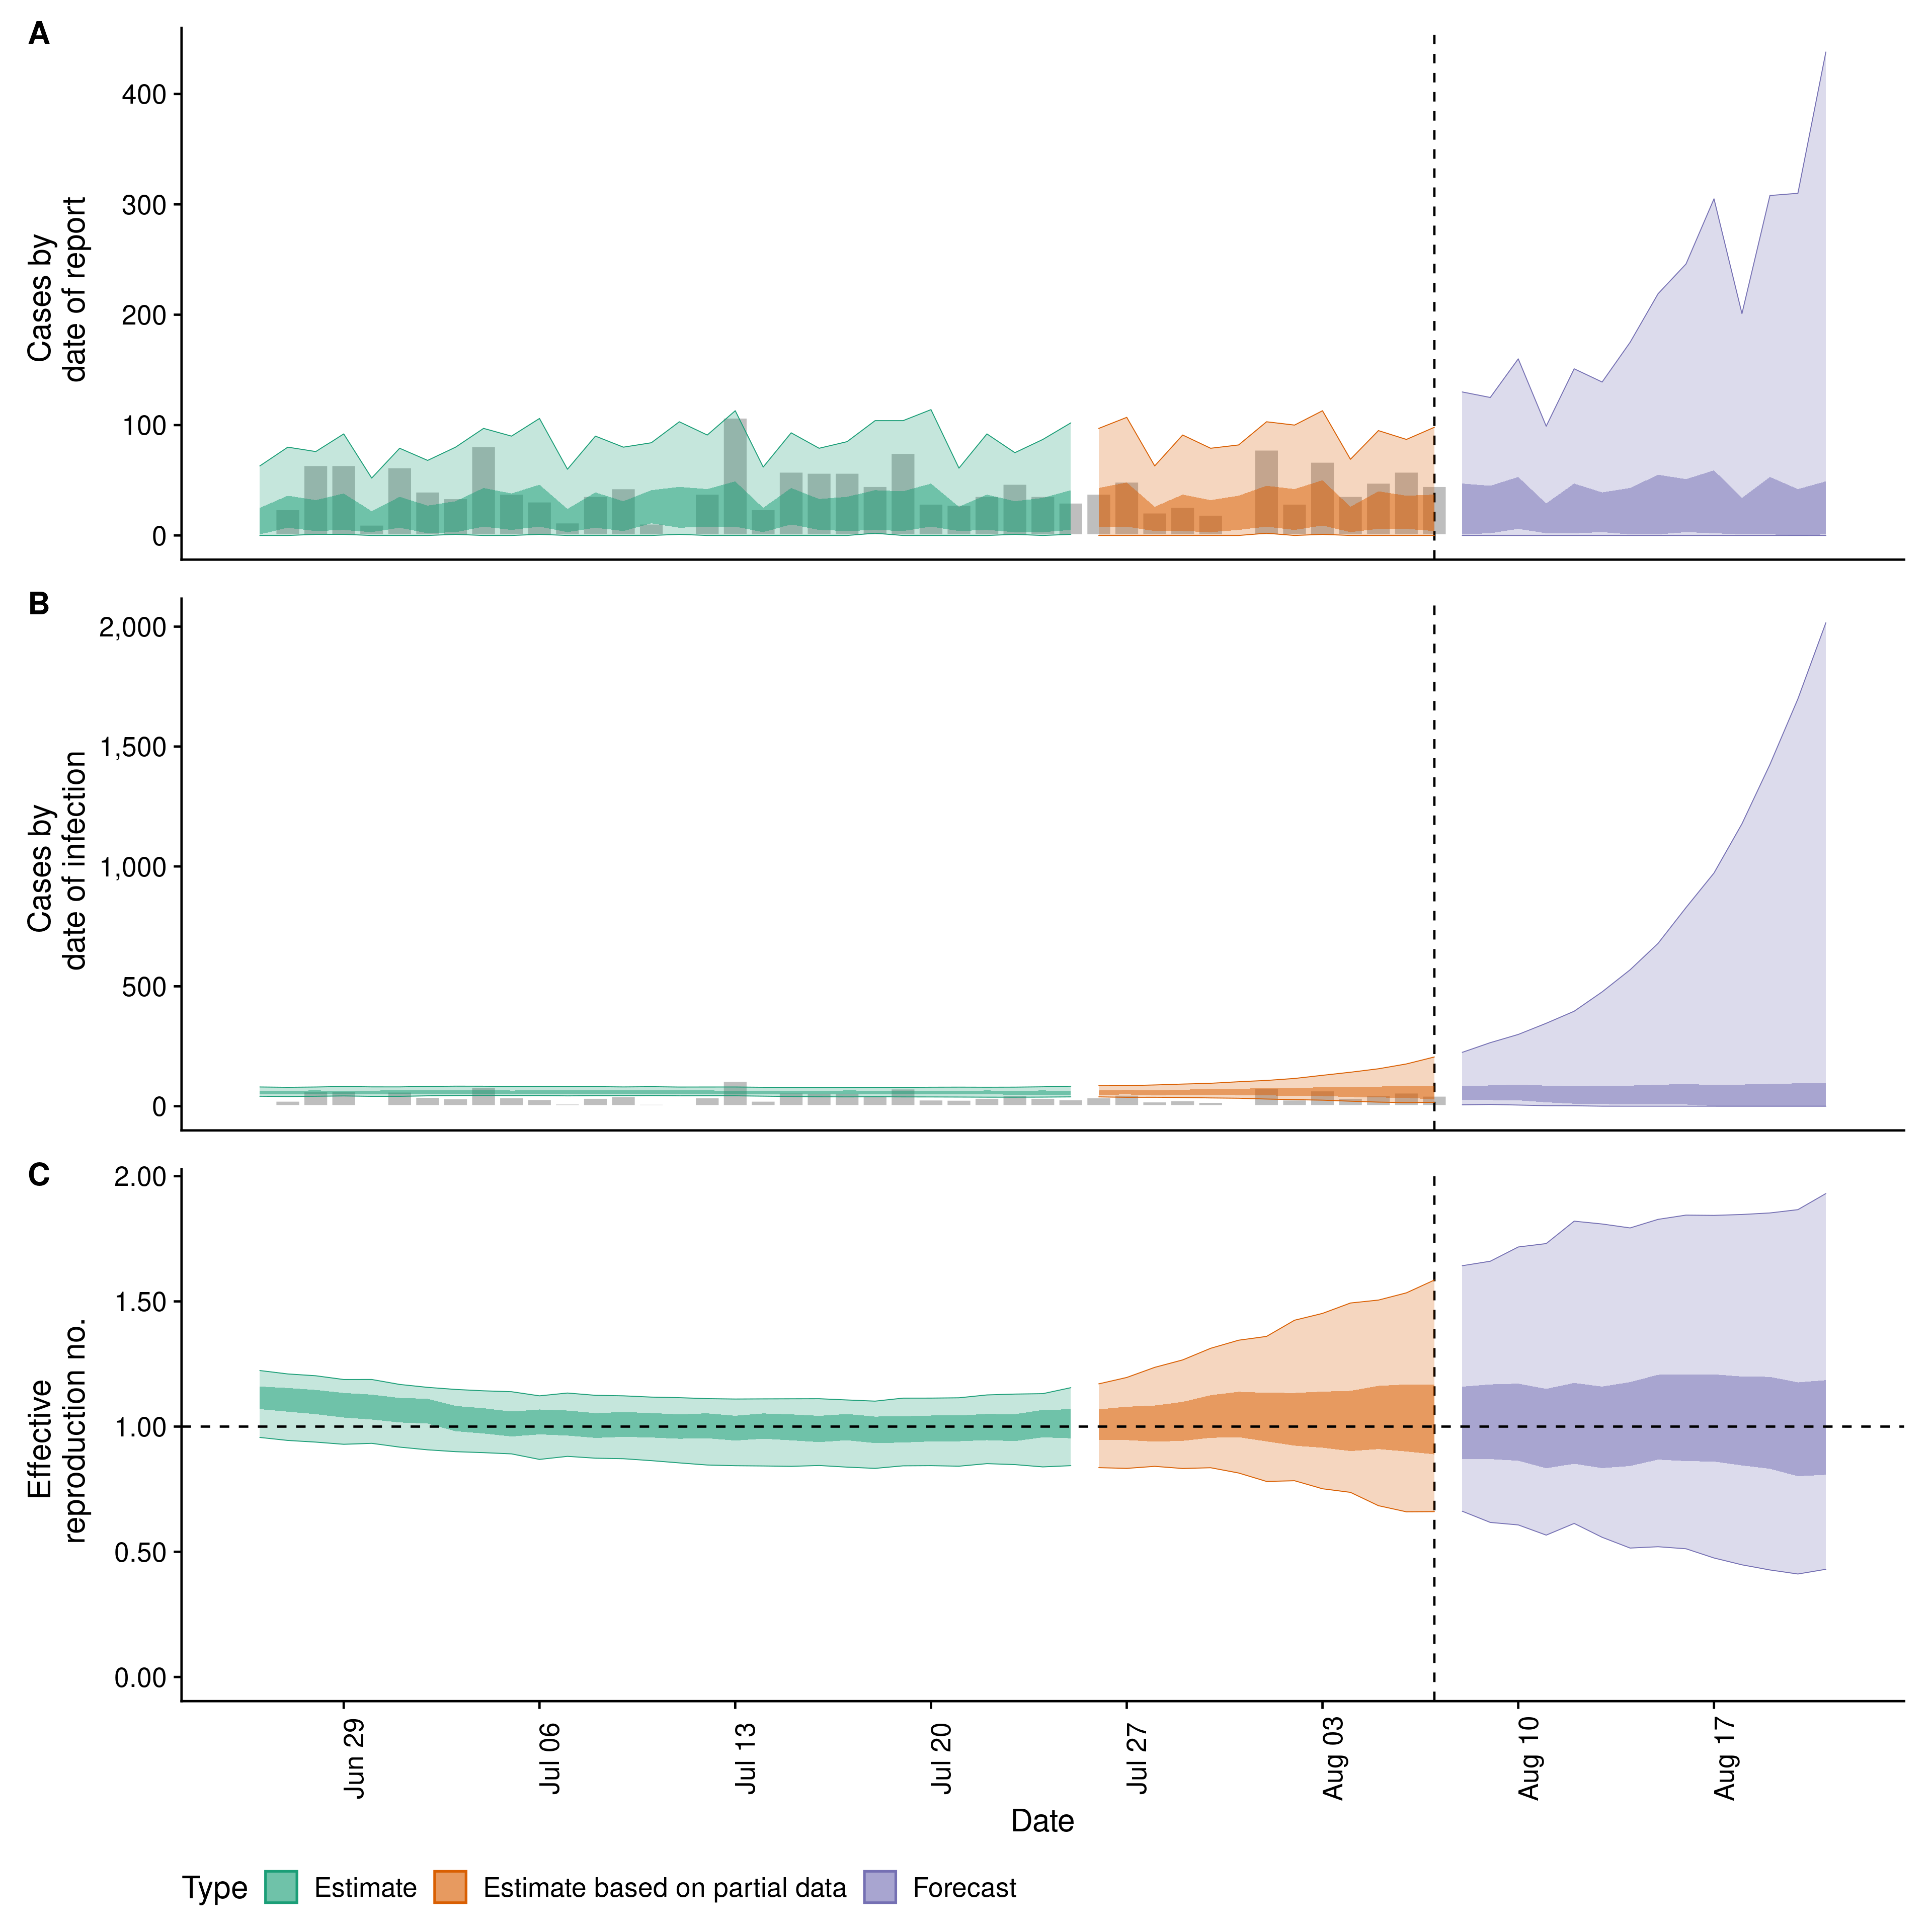 A
400
300
200
100
0
Cases by
date of report
B
2,000
1,500
1,000
500
0
Cases by
date of infection
C
2.00
1.50
1.00
0.50
0.00
Effective
reproduction no.
Jun 29
Jul 06
Jul 13
Jul 20
Jul 27
Aug 03
Aug 10
Aug 17
Date
Type Estimate Estimate based on partial data Forecast